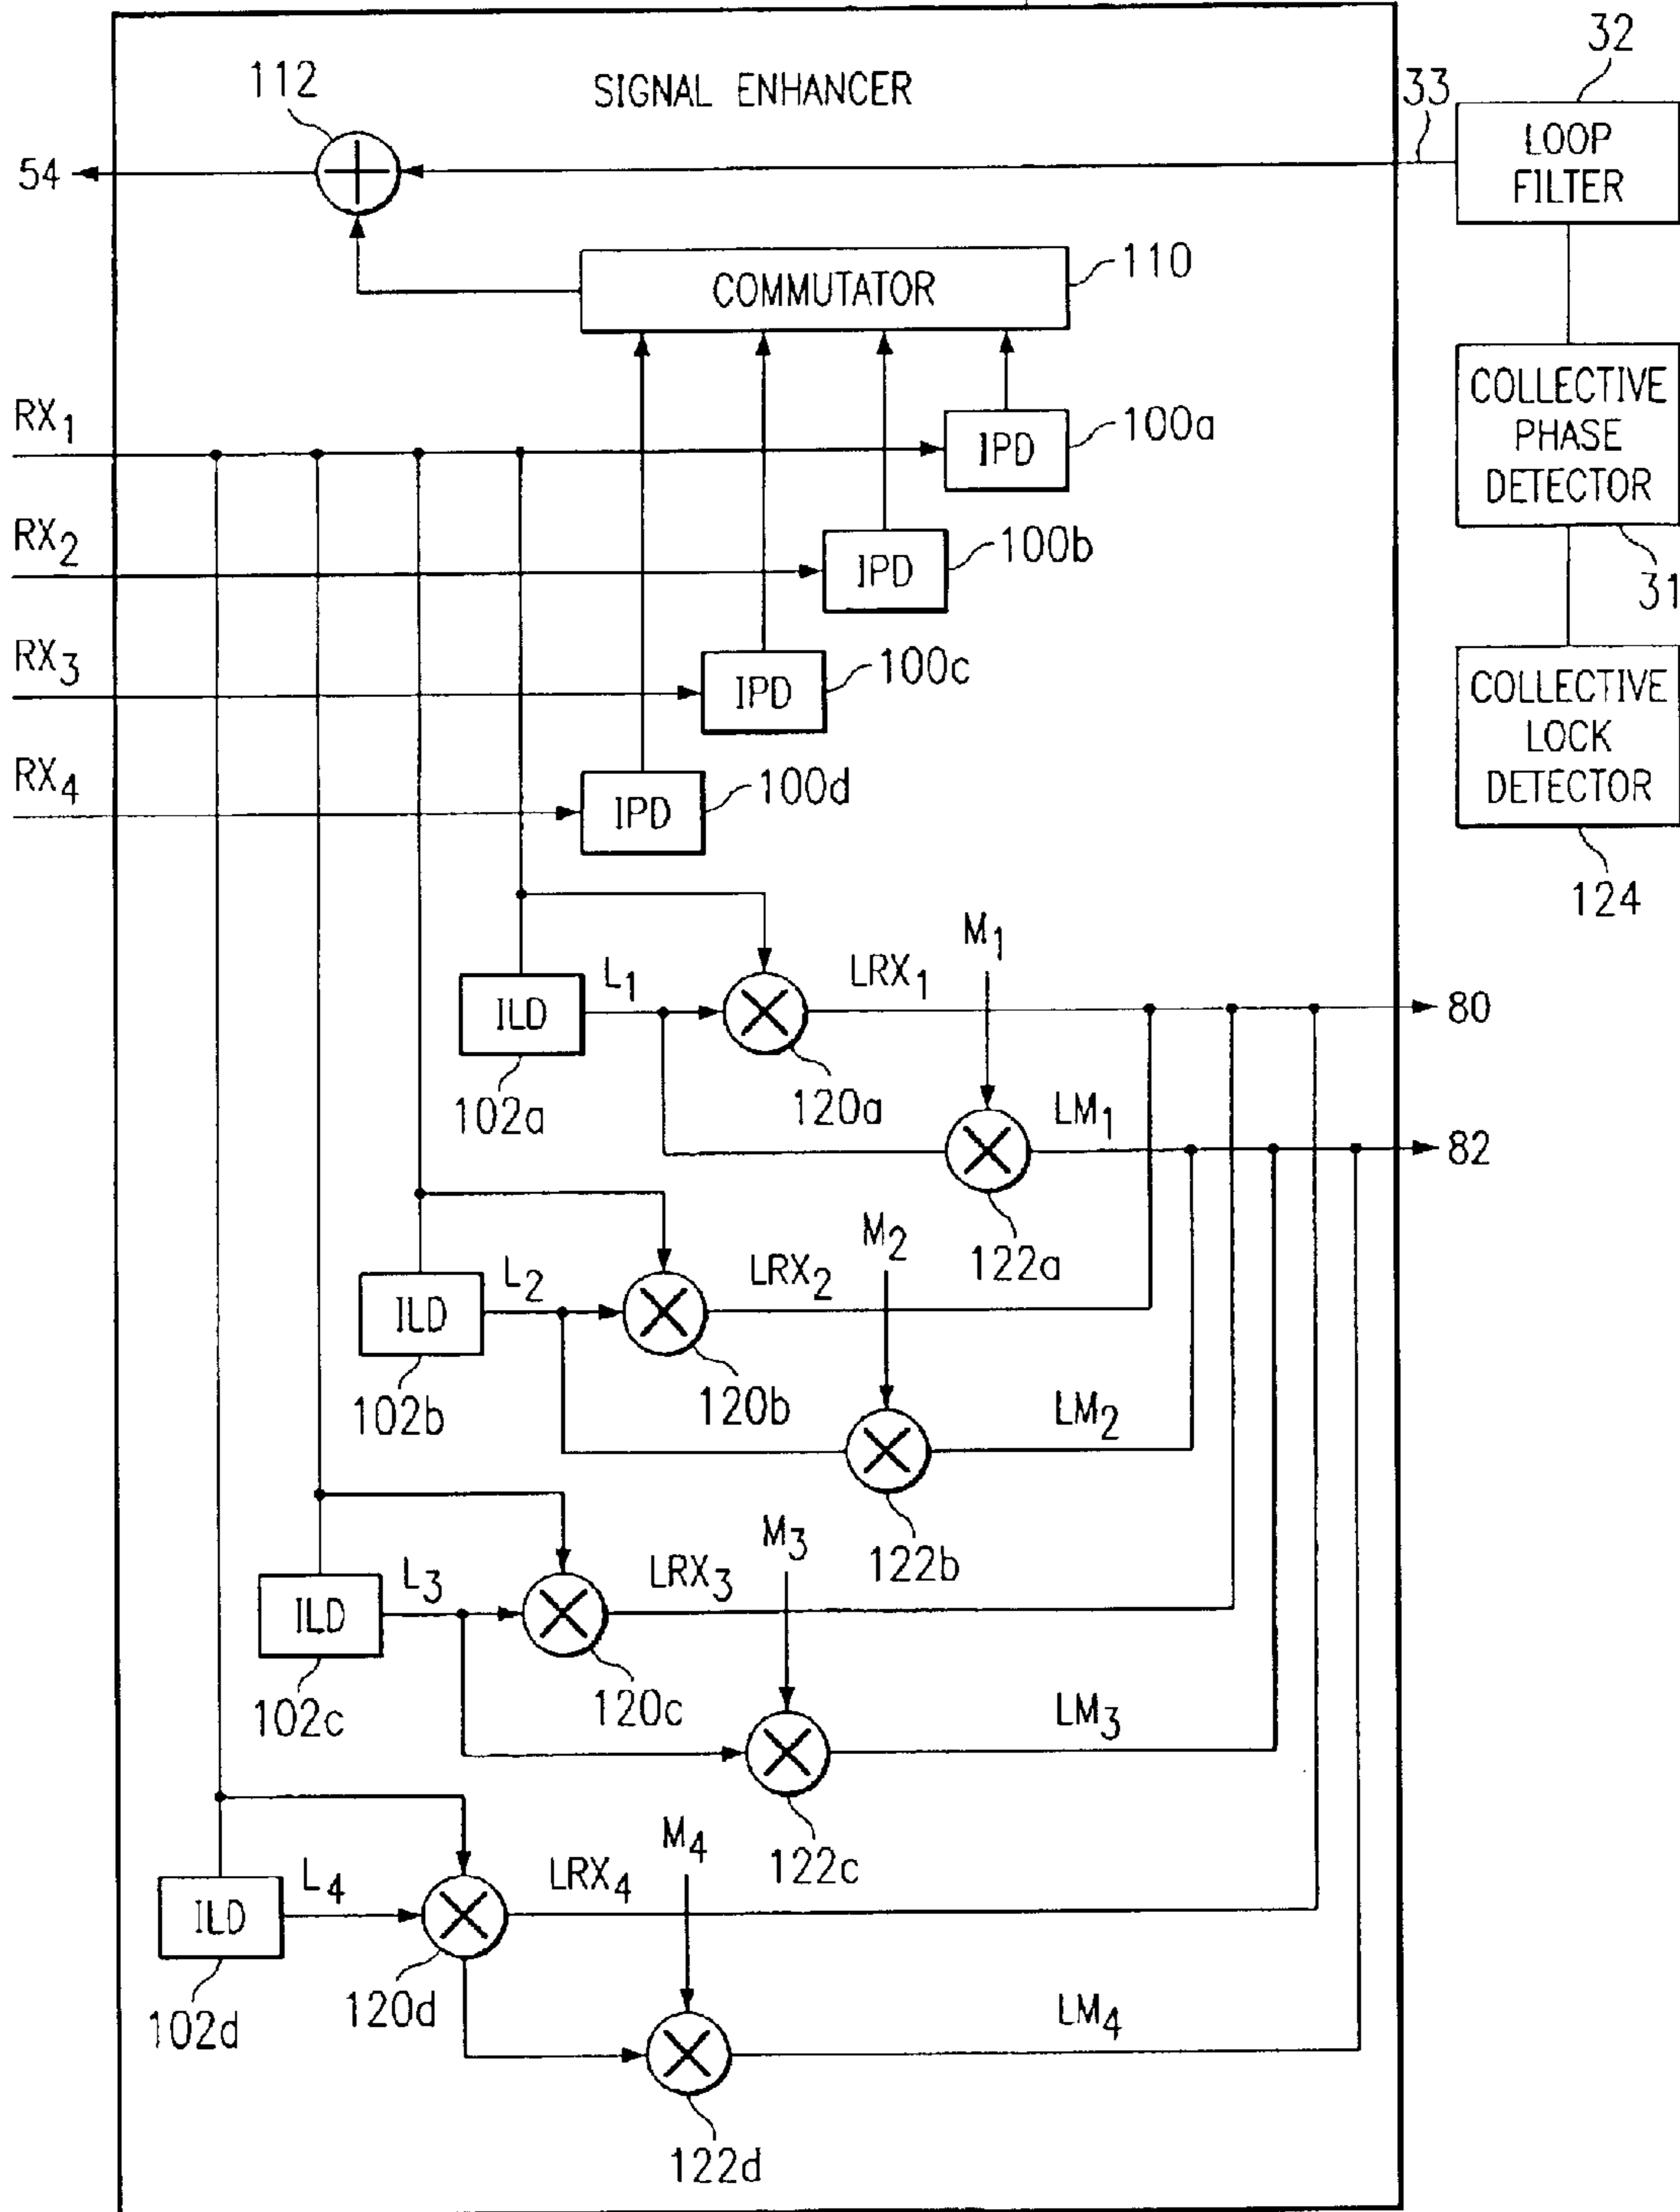 SIGNAL ENHANCER
112
54
33
32
LOOP
FILTER
COMMUTATOR
110
COLLECTIVE
PHASE
DETECTOR
31
RX1
IPD
100a
RX2
IPD
100b
RX3
IPD
100c
RX4
IPD
100d
COLLECTIVE
LOCK
DETECTOR
124
ILD
102a
L1
120a
LRX1
M1
80
LM1
122a
82
ILD
102b
L2
120b
LRX2
M2
LM2
122b
ILD
102c
L3
120c
LRX3
M3
LM3
122c
ILD
102d
L4
120d
LRX4
M4
LM4
122d